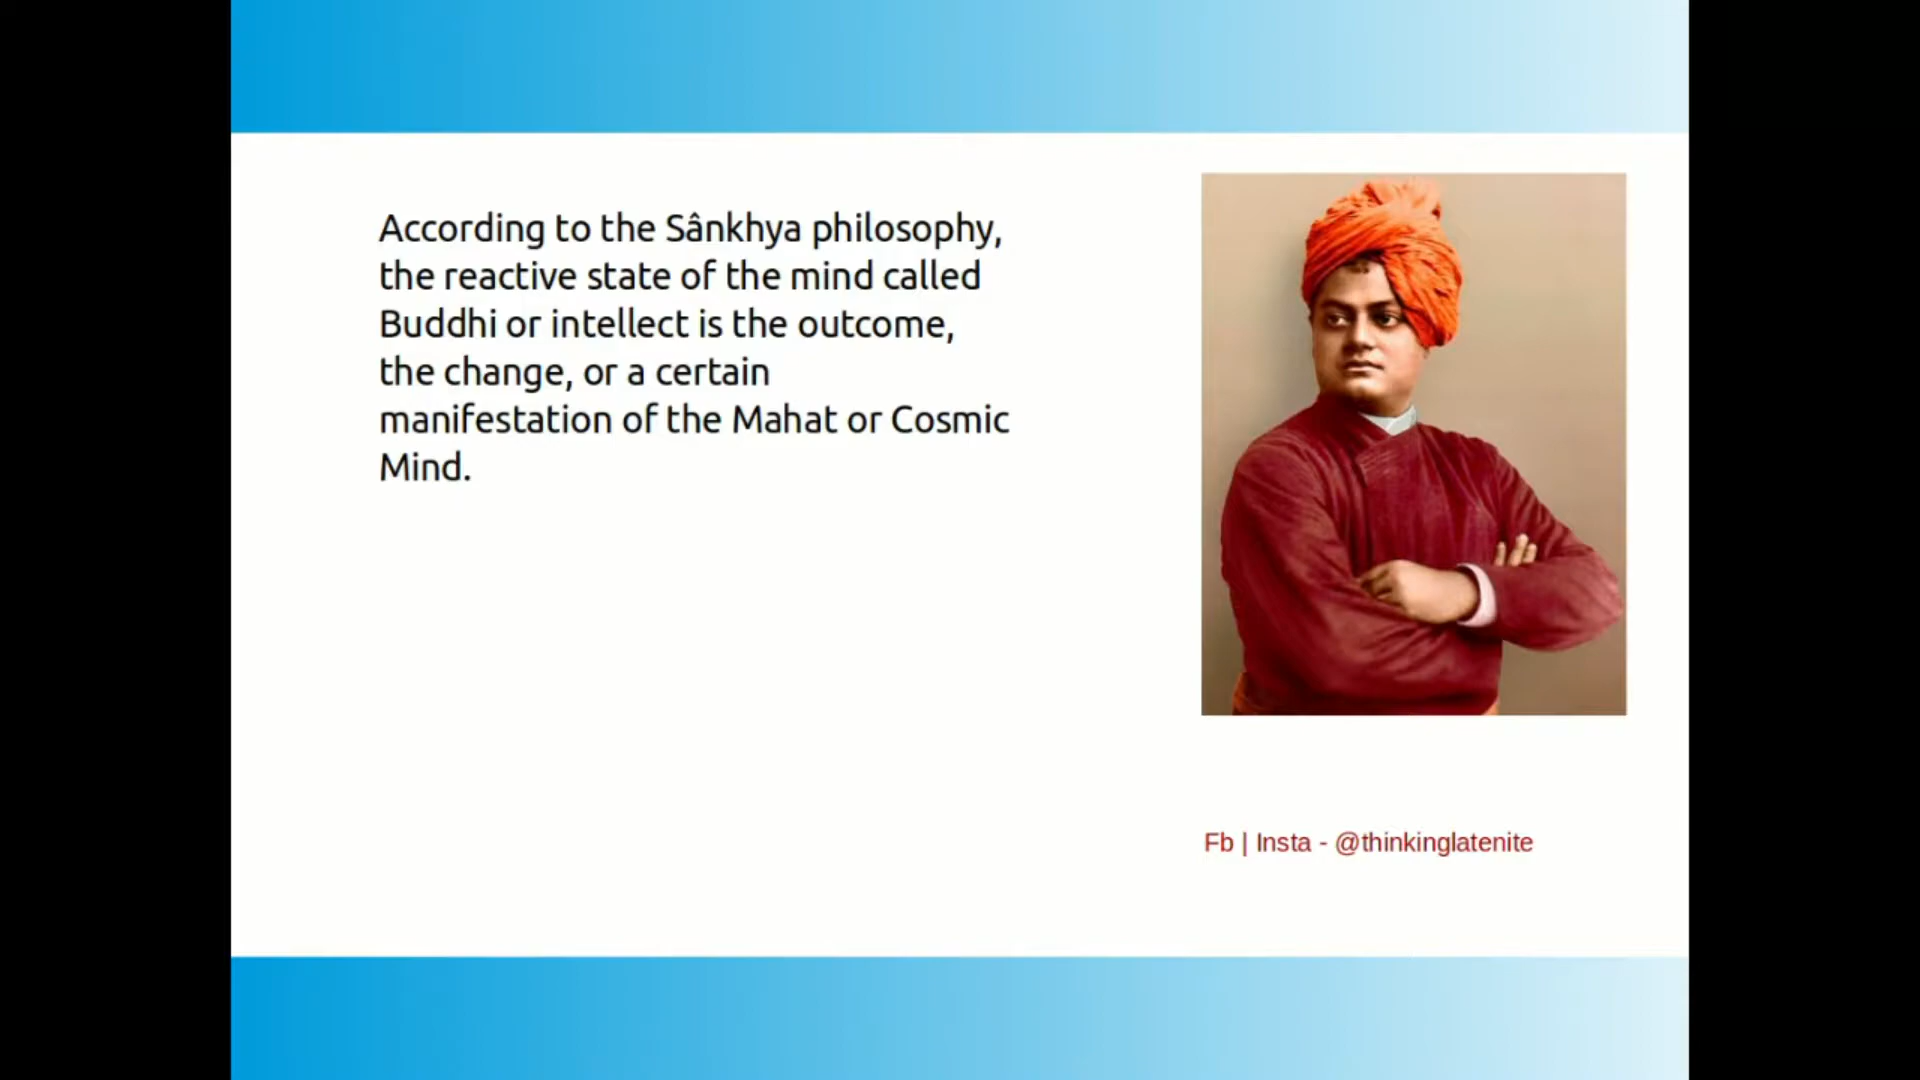 According to the Sânkhya philosophy,
the reactive state of the mind called
Buddhi or intellect is the outcome,
the change, or a certain
manifestation of the Mahat or Cosmic
Mind.
Fb | Insta - @thinkinglatenite